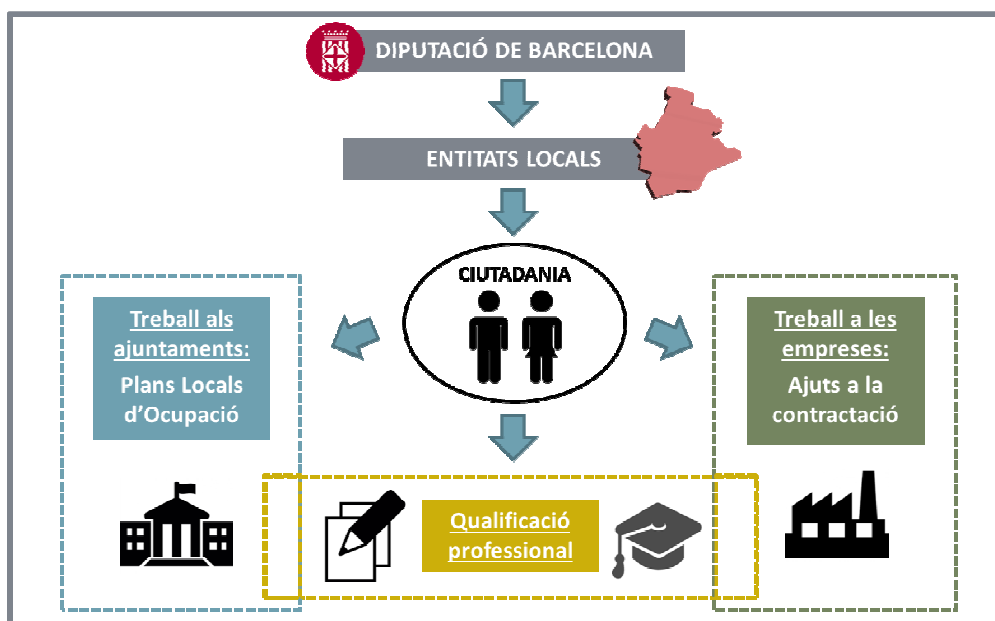 DIPUTACIÓ DE BARCELONA
ENTITATS LOCALS
CIUTADANIA
Treball als
ajuntaments:
Plans Locals
d'Ocupació
Treball a les
empreses:
Ajuts a la
contractació
Qualificació
professional